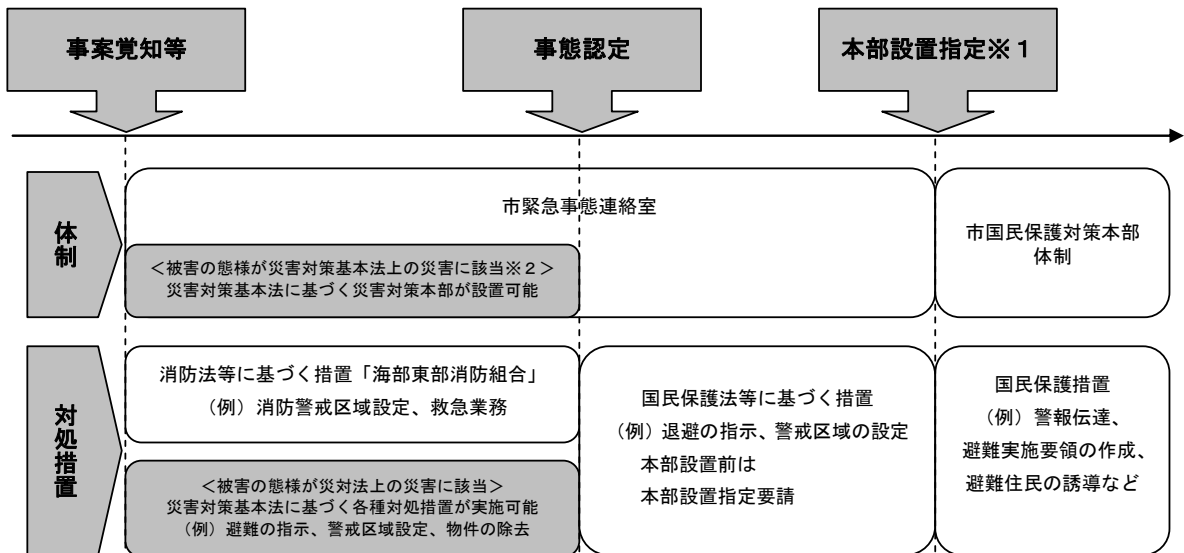 事案覚知等
事態認定
本部設置指定※１
体制
市緊急事態連絡室
＜被害の態様が災害対策基本法上の災害に該当※２＞
災害対策基本法に基づく災害対策本部が設置可能
市国民保護対策本部
体制
対処措置
消防法等に基づく措置「海部東部消防組合」
（例）消防警戒区域設定、救急業務
＜被害の態様が災対法上の災害に該当＞
災害対策基本法に基づく各種対処措置が実施可能
（例）避難の指示、警戒区域設定、物件の除去
国民保護法等に基づく措置
（例）退避の指示、警戒区域の設定
本部設置前は
本部設置指定要請
国民保護措置
（例）警報伝達、
避難実施要領の作成、
避難住民の誘導など